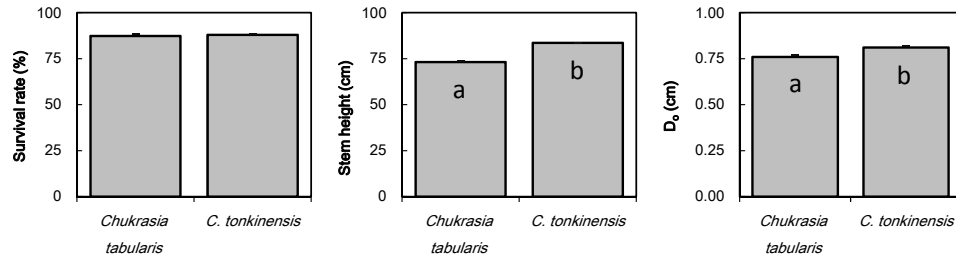 Survival rate (%)
100
75
50
25
0
Chukrasia
tabularis
C. tonkinensis
Stem height (cm)
100
75
50
25
0
a
b
Chukrasia
tabularis
C. tonkinensis
D₀ (cm)
1.00
0.75
0.50
0.25
0.00
a
b
Chukrasia
tabularis
C. tonkinensis